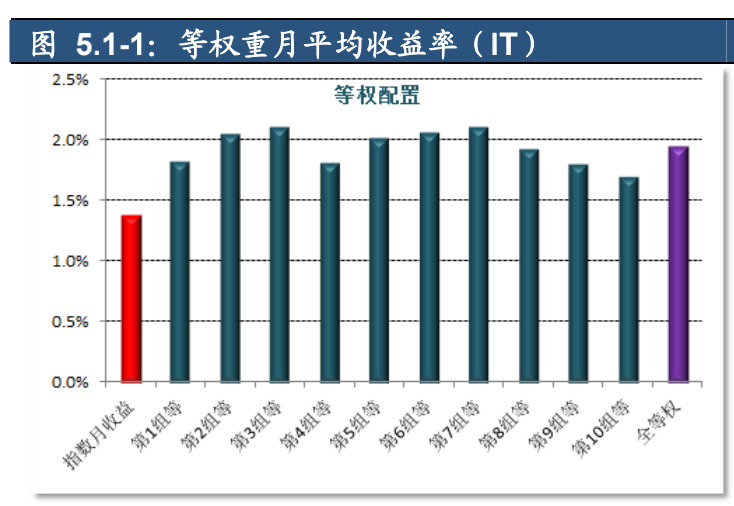 图 5.1-1：等权重月平均收益率（IT）
等权配置
2.5%
2.0%
1.5%
1.0%
0.5%
0.0%
指数月收益
第1组等
第2组等
第3组等
第4组等
第5组等
第6组等
第7组等
第8组等
第9组等
第10组等
全等权